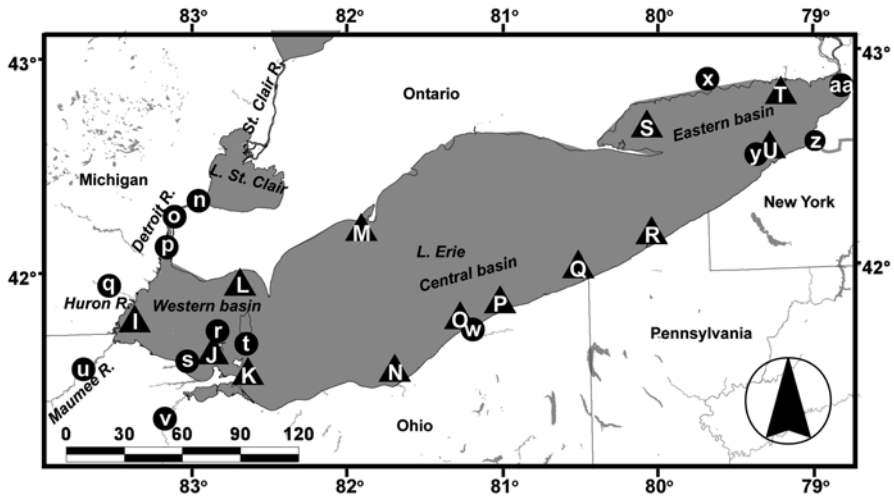 83° 82° 81° 80° 79°
43° 43°
St. Clair R.
Ontario
x
T
aa
S
Eastern basin
y U z
Michigan
L. St. Clair
n
Detroit R.
o
p
M
New York
L. Erie
R
Central basin
Q
42° 42°
q
L
Huron R.
Western basin
I
P
O w
r
J
s
t
K
Pennsylvania
u
Maumee R.
N
v
Ohio
0 30 60 90 120
83° 82° 81° 80° 79°